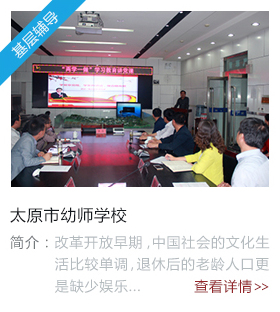 基层辅导
"两学一做"学习教育讲党课
太原市幼师学校
简介：改革开放早期,中国社会的文化生
活比较单调,退休后的老龄人口更
是缺少娱乐... 查看详情>>